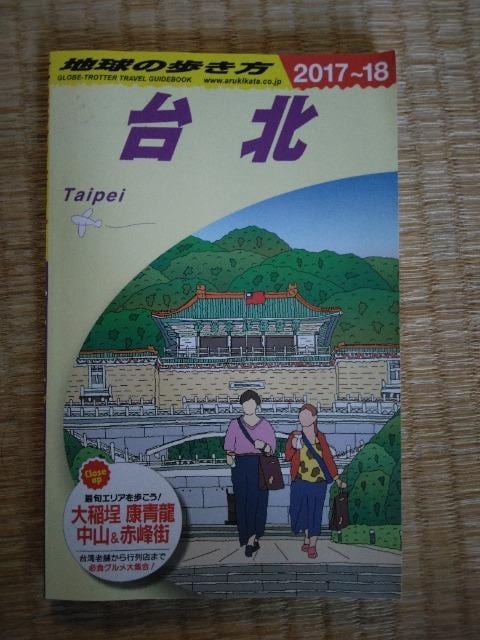 地球の歩き方
GLOBE-TROTTER TRAVEL GUIDEBOOK www.arukikata.co.jp
2017~18
台北
Taipei
Close up
最旬エリアを歩こう!
大稲埕 康青龍
中山&赤峰街
台湾老舗から行列店まで
必食グルメ大集合!